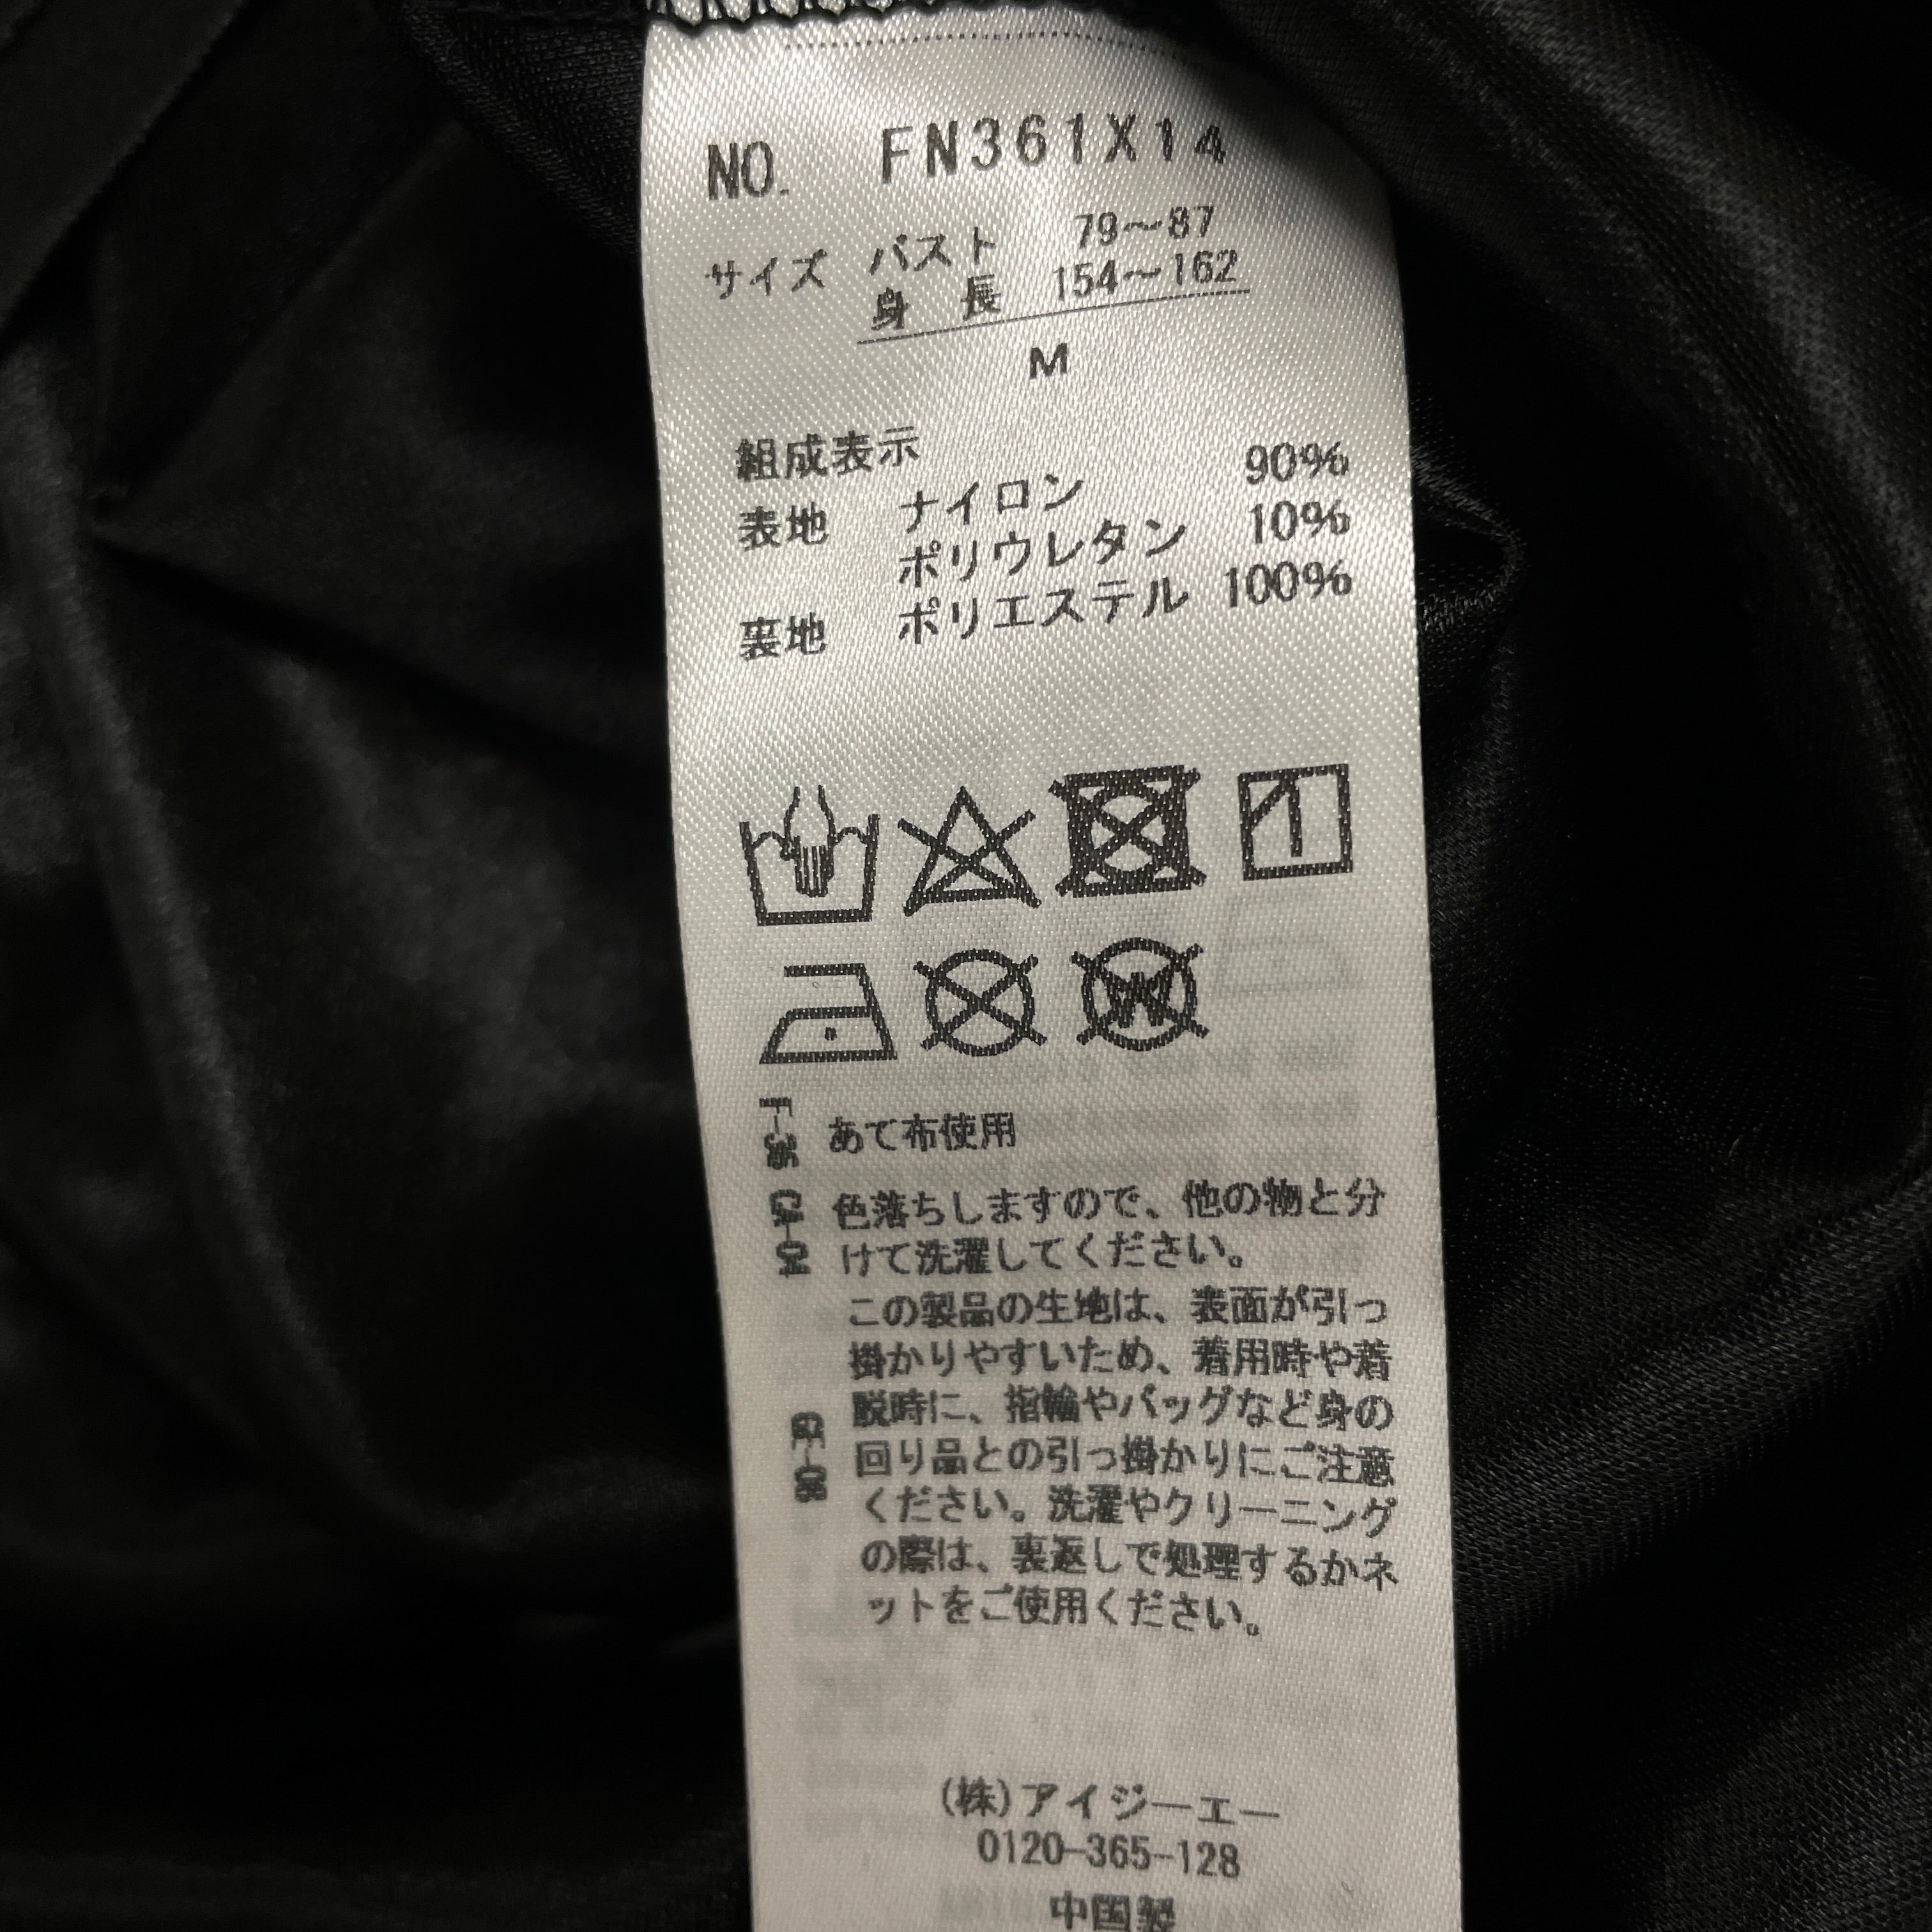 NO. FN361X14
サイズ バスト 79～87
身 長 154～162
M
組成表示
表地 ナイロン 90%
ポリウレタン 10%
裏地 ポリエステル 100%
W
F-36 あて布使用
CA-04 色落ちしますので、他の物と分
けて洗濯してください。
この製品の生地は、表面が引っ
掛かりやすいため、着用時や着
脱時に、指輪やバッグなど身の
回り品との引っ掛かりにご注意
ください。洗濯やクリーニング
の際は、裏返しで処理するかネ
ットをご使用ください。
(株)アイジーエー
0120-365-128
中国製